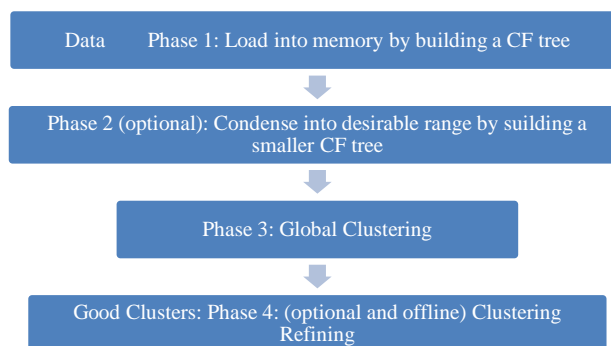 Data Phase 1: Load into memory by building a CF tree
Phase 2 (optional): Condense into desirable range by suilding a
smaller CF tree
Phase 3: Global Clustering
Good Clusters: Phase 4: (optional and offline) Clustering
Refining